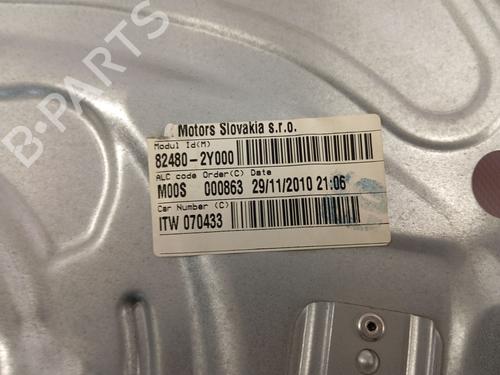 Motors Slovakia s.r.o.
Modul Id(M)
82480-2Y000
ALC code Order(C) Date
M00S 000863 29/11/2010 21:06
Car Number (C)
ITW 070433
B-PARTS